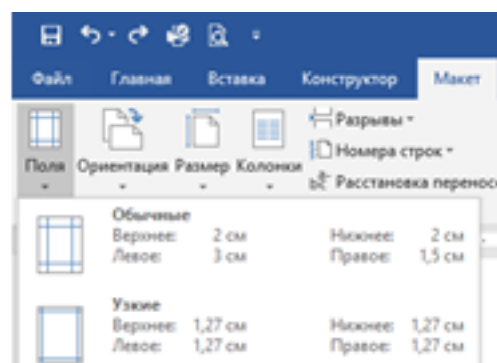 Файл Главная Вставка Конструктор Макет
Разрывы
Номера строк
Поля Ориентация Размер Колонки
Расстановка перенос
Обычные
Верхнее: 2 см Нижнее: 2 см
Левое: 3 см Правое: 1,5 см
Узкие
Верхнее: 1,27 см Нижнее: 1,27 см
Левое: 1,27 см Правое: 1,27 см